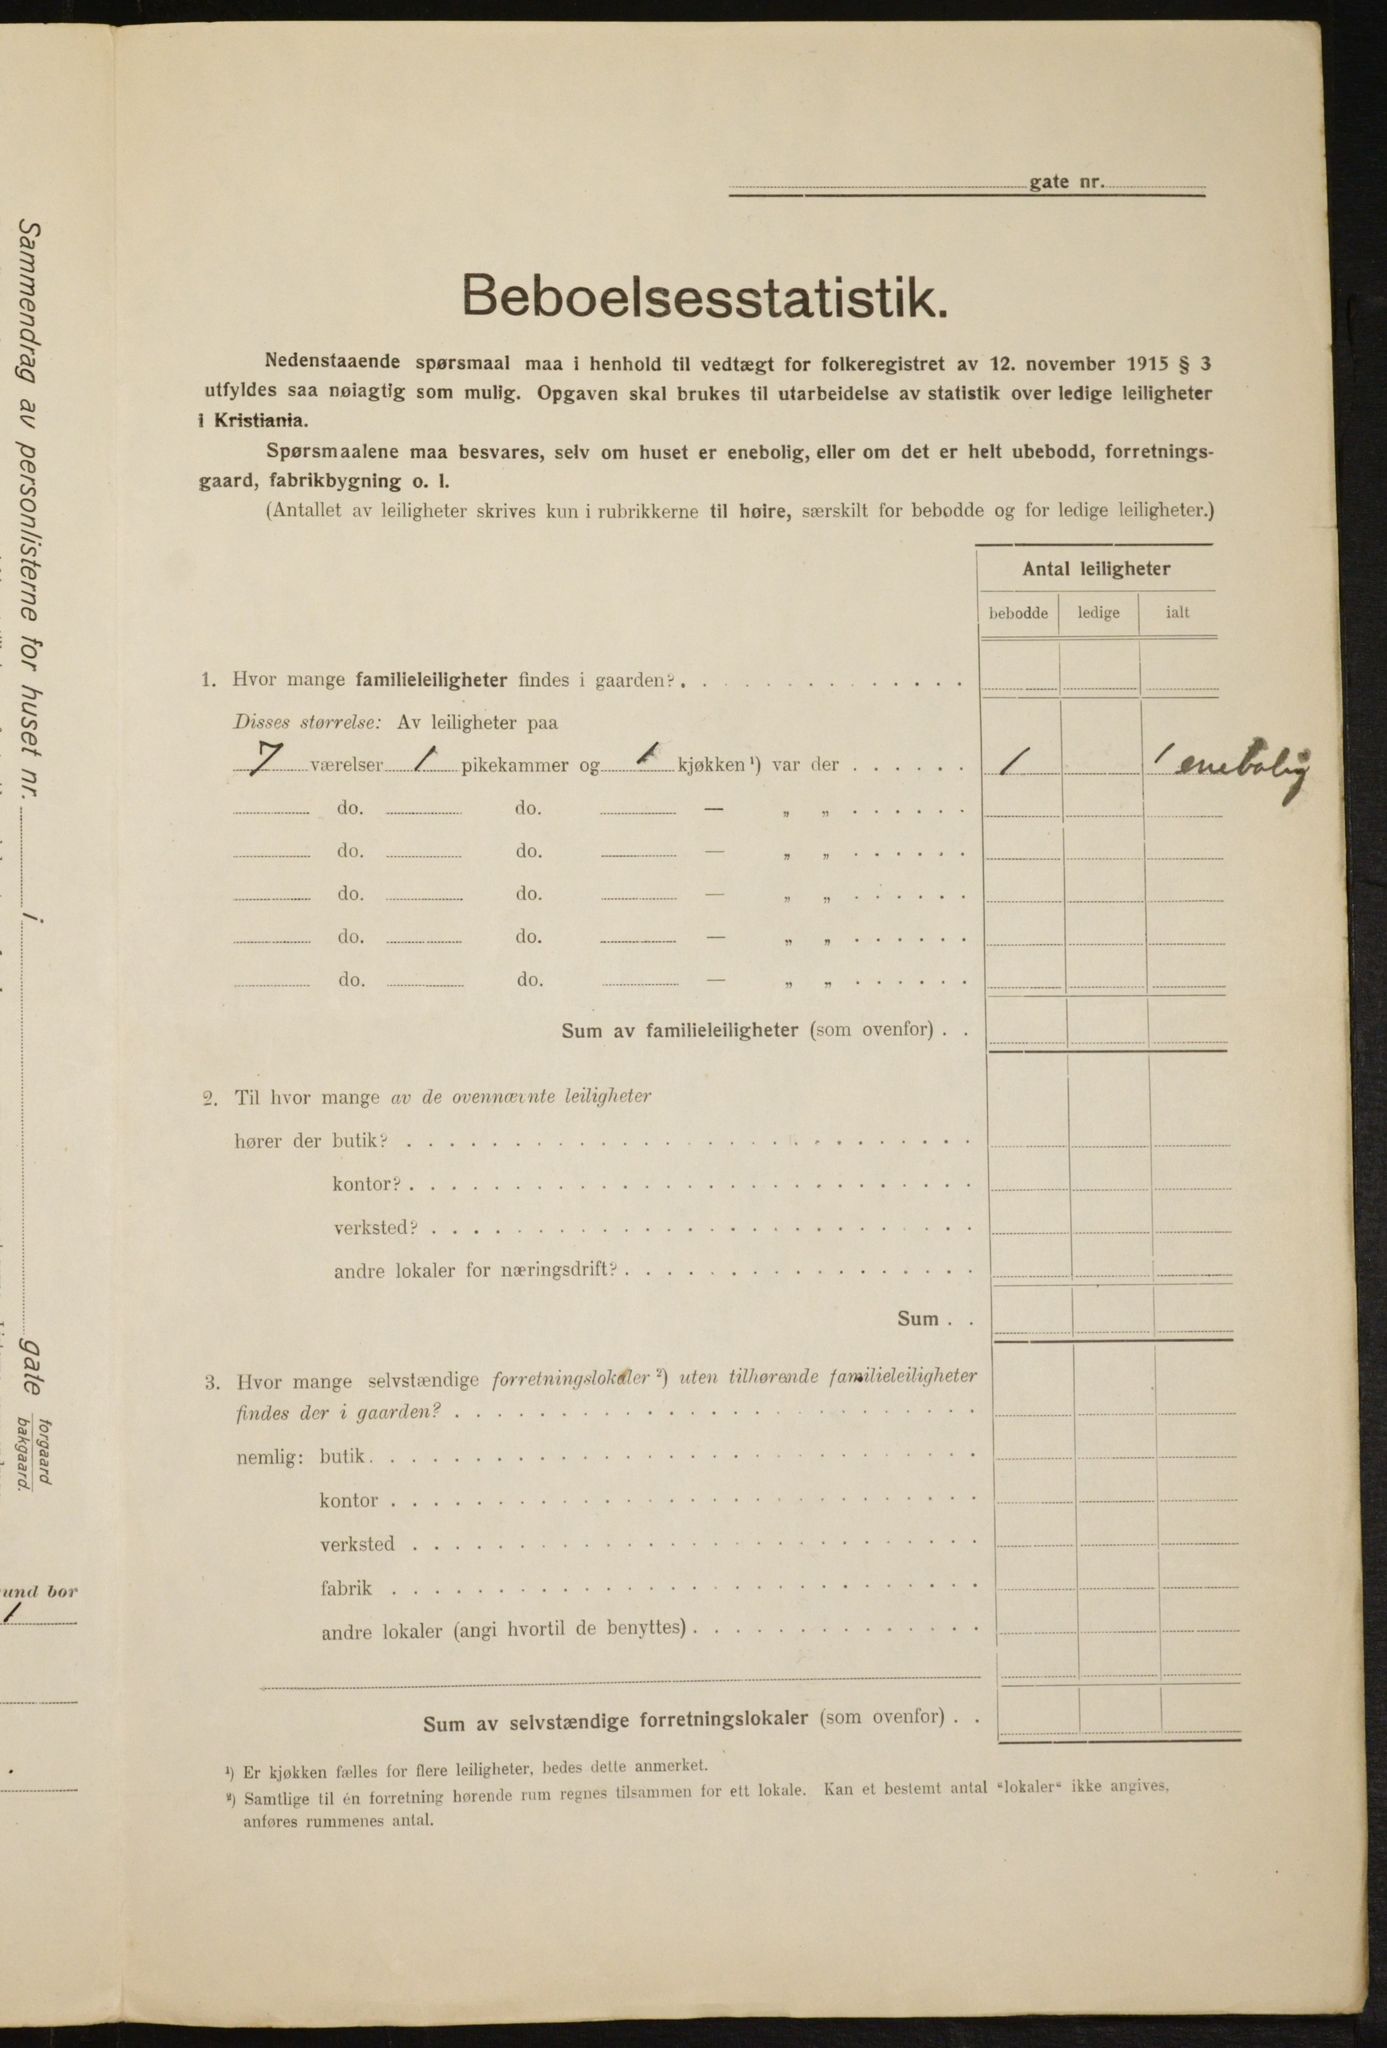 gate nr.
Beboelsesstatistik.
Nedenstaaende spørsmaal maa i henhold til vedtægt for folkeregistret av 12. november 1915 § 3
utfyldes saa nøiagtig som mulig. Opgaven skal brukes til utarbeidelse av statistik over ledige leiligheter
i Kristiania.
Spørsmaalene maa besvares, selv om huset er enebolig, eller om det er helt ubebodd, forretnings-
gaard, fabrikbygning o. l.
(Antallet av leiligheter skrives kun i rubrikkerne til høire, særskilt for bebodde og for ledige leiligheter.)
Antal leiligheter
bebodde ledige ialt
1. Hvor mange familieleiligheter findes i gaarden? . . . . . . . . . . . . . .
Disses størrelse: Av leiligheter paa
7 værelser 1 pikekammer og 1 kjøkken ¹) var der . . . . . . 1 1 enebolig
do. do. — „ „ . . . . . .
do. do. — „ „ . . . . . .
do. do. — „ „ . . . . . .
do. do. — „ „ . . . . . .
do. do. — „ „ . . . . . .
Sum av familieleiligheter (som ovenfor) . .
2. Til hvor mange av de ovennævnte leiligheter
hører der butik? . . . . . . . . . . . . . . . . . . . . . . . . . . .
kontor? . . . . . . . . . . . . . . . . . . . . . . . . . . .
verksted? . . . . . . . . . . . . . . . . . . . . . . . . . .
andre lokaler for næringsdrift? . . . . . . . . . . . . . . . . .
Sum . .
3. Hvor mange selvstændige forretningslokaler ²) uten tilhørende familieleiligheter
findes der i gaarden? . . . . . . . . . . . . . . . . . . . . . . . . .
nemlig: butik . . . . . . . . . . . . . . . . . . . . . . . . . . . . .
kontor . . . . . . . . . . . . . . . . . . . . . . . . . . . .
verksted . . . . . . . . . . . . . . . . . . . . . . . . . . .
fabrik . . . . . . . . . . . . . . . . . . . . . . . . . . . .
andre lokaler (angi hvortil de benyttes) . . . . . . . . . . . . . .
Sum av selvstændige forretningslokaler (som ovenfor) . .
¹) Er kjøkken fælles for flere leiligheter, bedes dette anmerket.
²) Samtlige til én forretning hørende rum regnes tilsammen for ett lokale. Kan et bestemt antal “lokaler“ ikke angives,
anføres rummenes antal.
Sammendrag av personlisterne for huset nr. i gate forgaard
bakgaard.
und bor
1